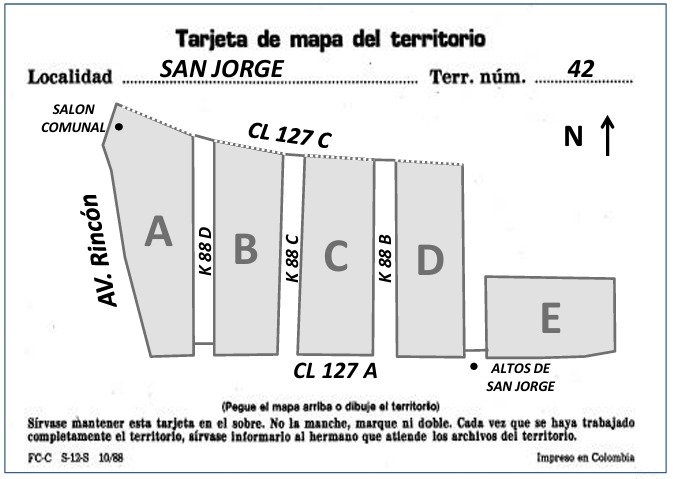 Tarjeta de mapa del territorio
Localidad SAN JORGE Terr. núm. 42
SALON
COMUNAL
CL 127 C
N
AV. Rincón
A
K 88 D
B
K 88 C
C
K 88 B
D
E
CL 127 A
ALTOS DE
SAN JORGE
(Pegue el mapa arriba o dibuje el territorio)
Sírvase mantener esta tarjeta en el sobre. No la manche, marque ni doble. Cada vez que se haya trabajado
completamente el territorio, sírvase informarlo al hermano que atiende los archivos del territorio.
FC-C S-12-S 10/88 Impreso en Colombia